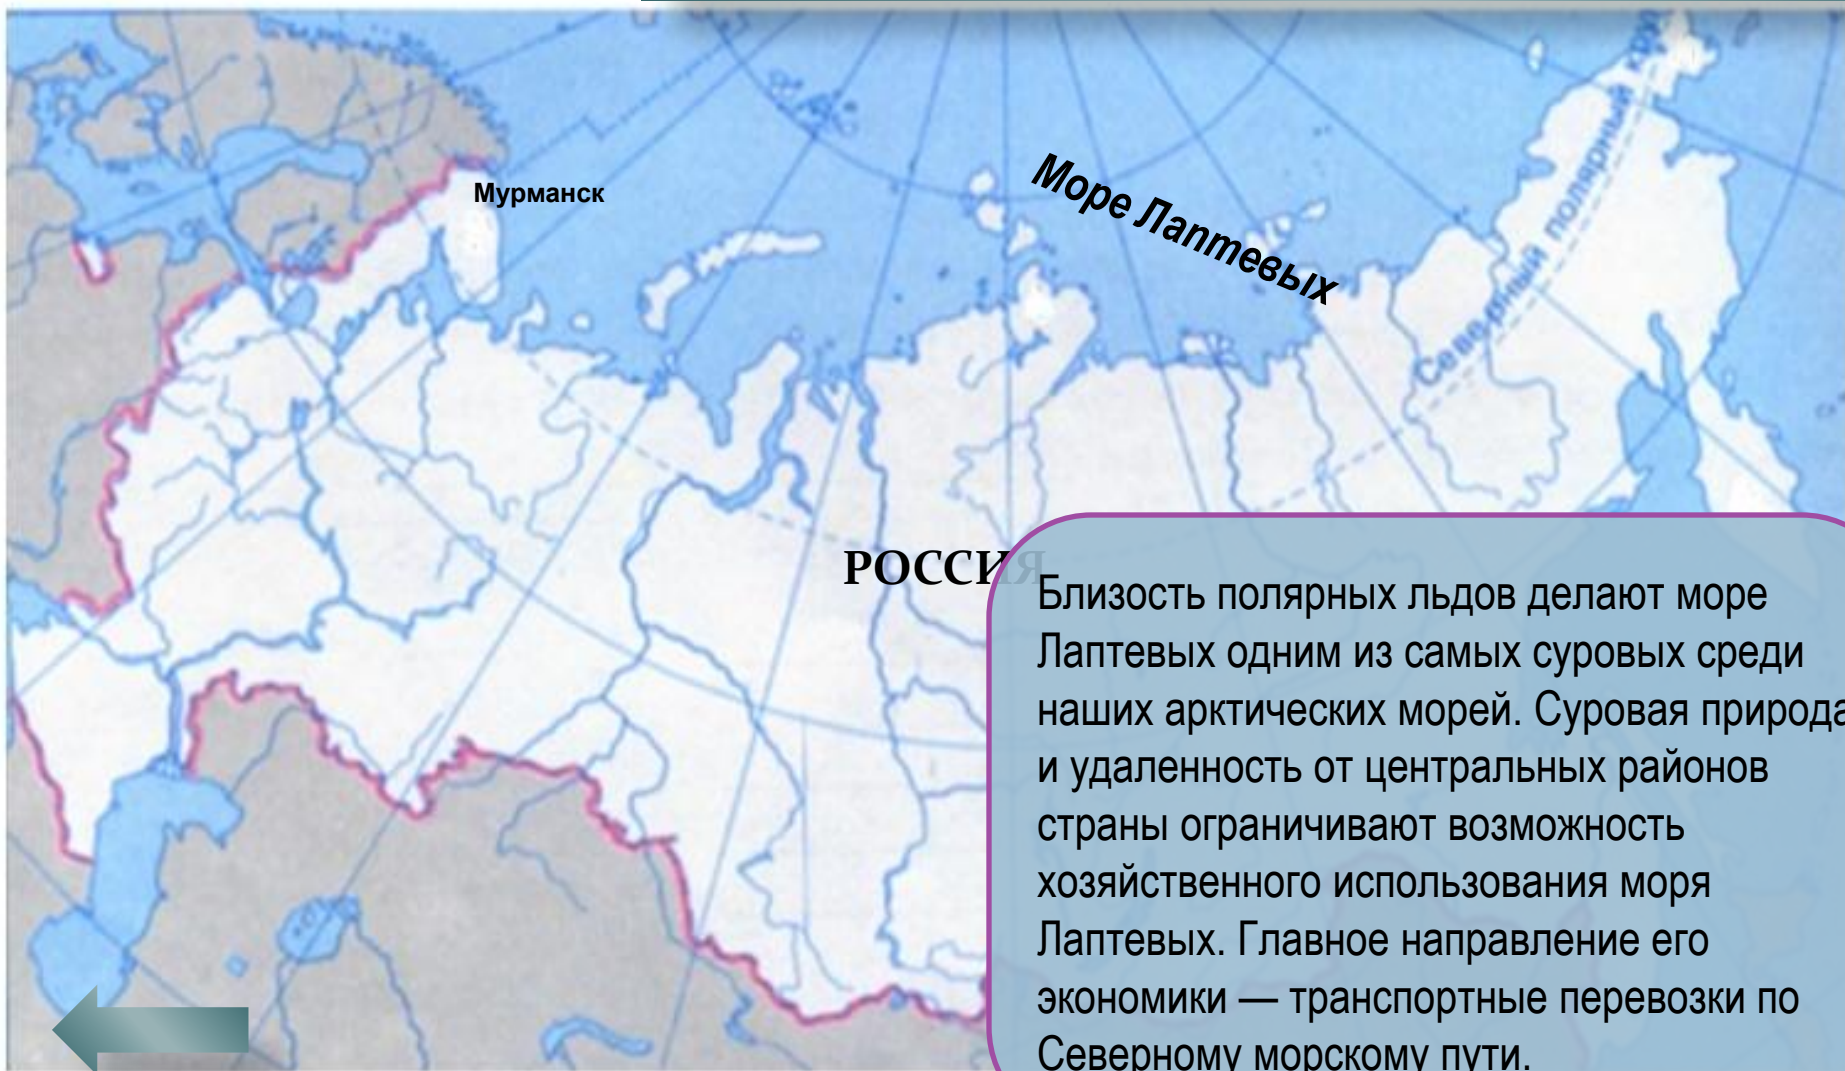 Северный полярный круг
Мурманск
Море Лаптевых
РОССИЯ
Близость полярных льдов делают море
Лаптевых одним из самых суровых среди
наших арктических морей. Суровая природа
и удаленность от центральных районов
страны ограничивают возможность
хозяйственного использования моря
Лаптевых. Главное направление его
экономики — транспортные перевозки по
Северному морскому пути.